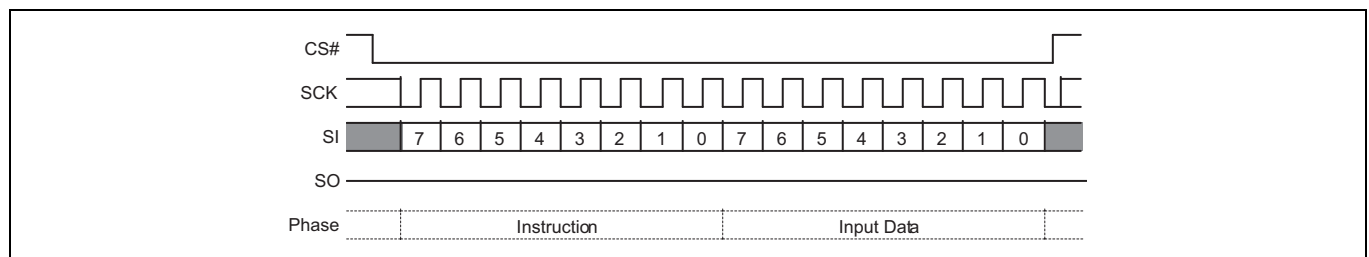 CS#
SCK
SI 7 6 5 4 3 2 1 0 7 6 5 4 3 2 1 0
SO
Phase Instruction Input Data